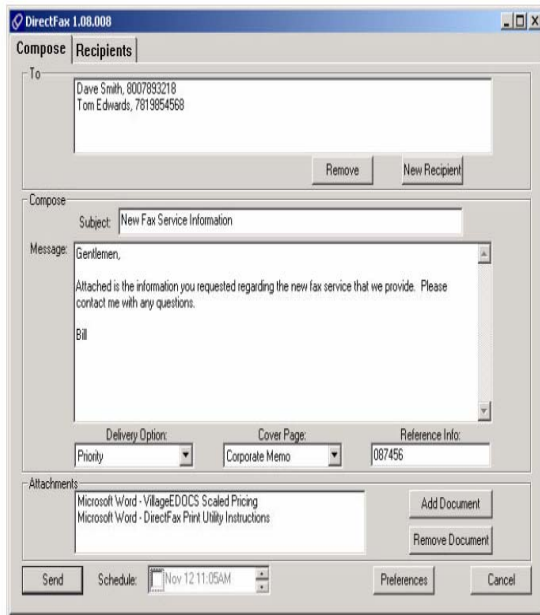 DirectFax 1.08.008
Compose Recipients
To
Dave Smith, 8007893218
Tom Edwards, 7819854568
Remove New Recipient
Compose
Subject: New Fax Service Information
Message: Gentlemen,
Attached is the information you requested regarding the new fax service that we provide. Please
contact me with any questions.
Bill
Delivery Option: Cover Page: Reference Info:
Priority Corporate Memo 087456
Attachments
Microsoft Word - VillageEDOCS Scaled Pricing
Microsoft Word - DirectFax Print Utility Instructions
Add Document
Remove Document
Send Schedule: Nov 12 11:05AM Preferences Cancel